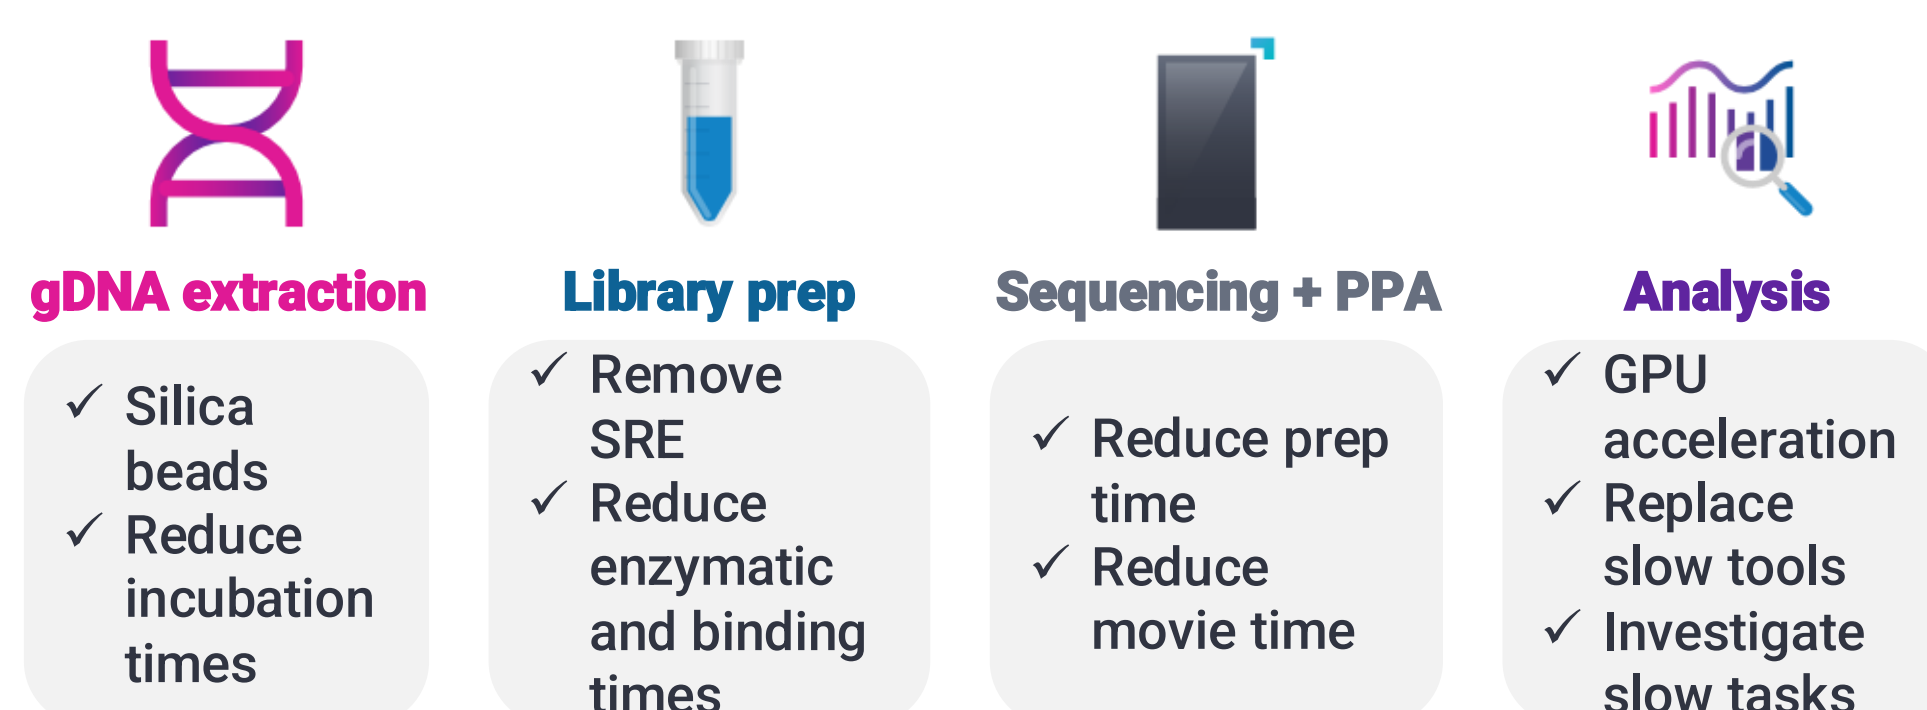 gDNA extraction
✓ Silica
beads
✓ Reduce
incubation
times
Library prep
✓ Remove
SRE
✓ Reduce
enzymatic
and binding
times
Sequencing + PPA
✓ Reduce prep
time
✓ Reduce
movie time
Analysis
✓ GPU
acceleration
✓ Replace
slow tools
✓ Investigate
slow tasks